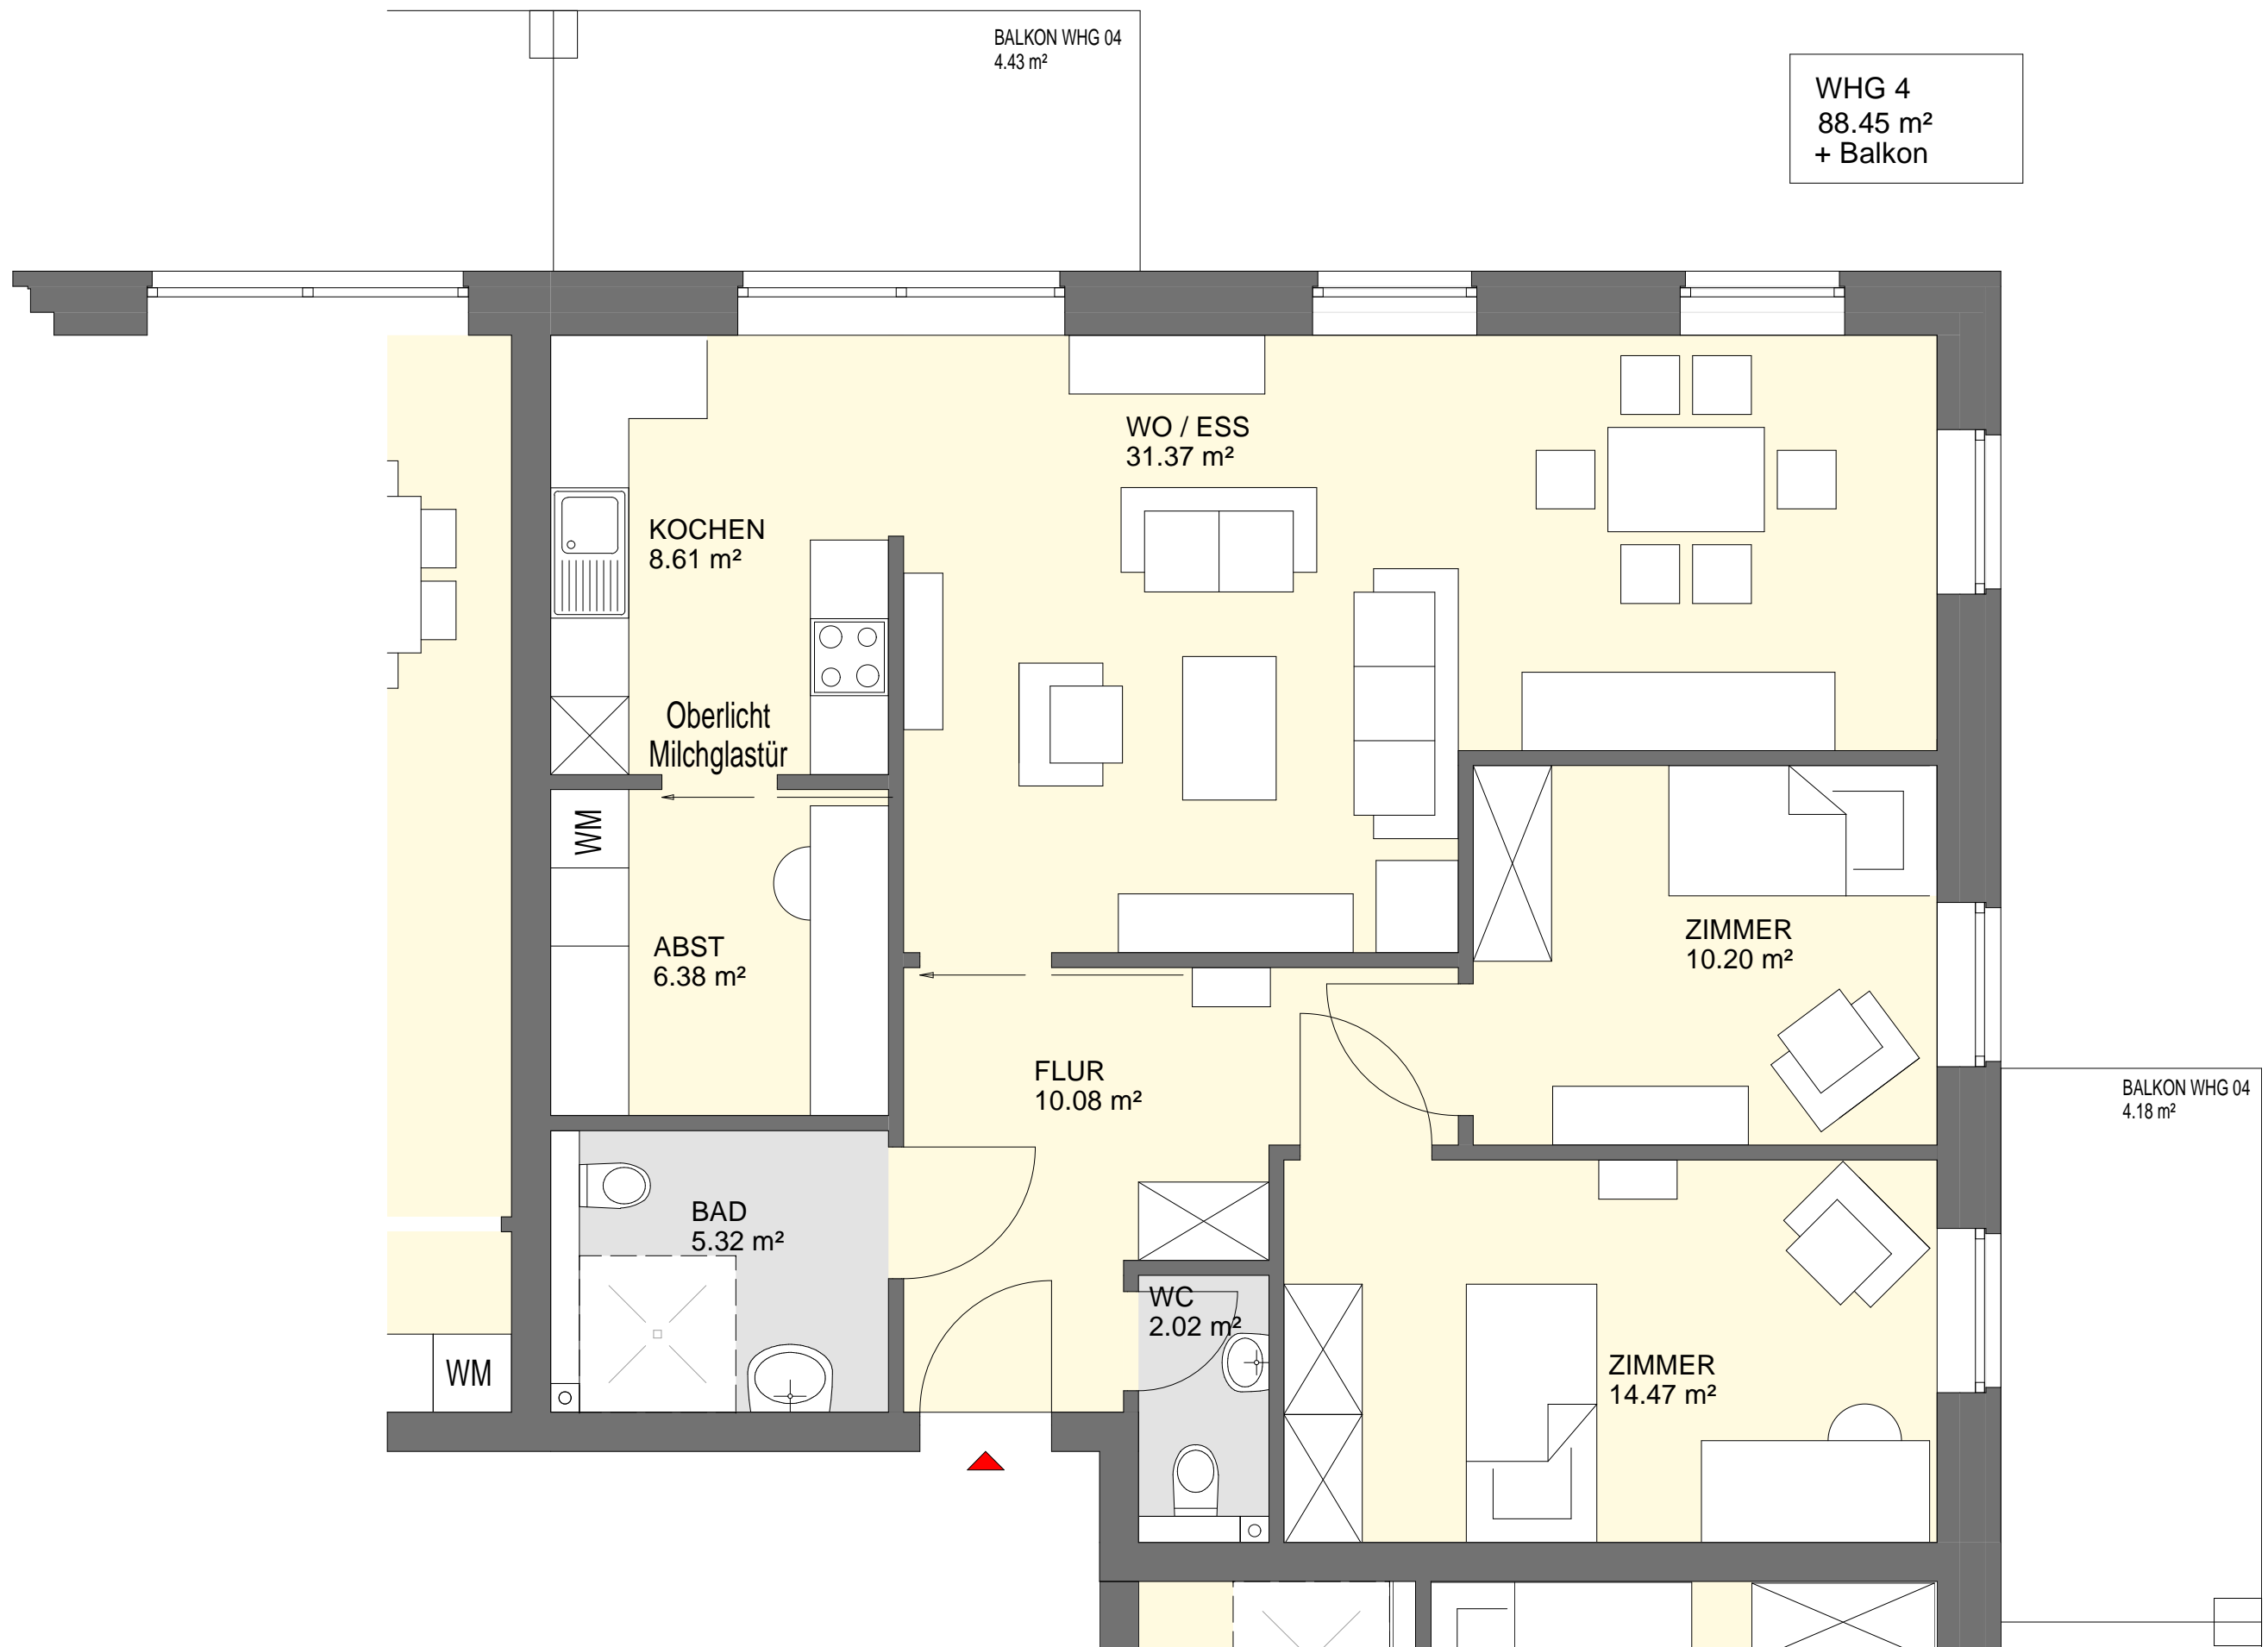 BALKON WHG 04
4.43 m²
WHG 4
88.45 m²
+ Balkon
WO / ESS
31.37 m²
KOCHEN
8.61 m²
Oberlicht
Milchglastür
WM
ABST
6.38 m²
ZIMMER
10.20 m²
FLUR
10.08 m²
BALKON WHG 04
4.18 m²
BAD
5.32 m²
WC
2.02 m²
WM
ZIMMER
14.47 m²